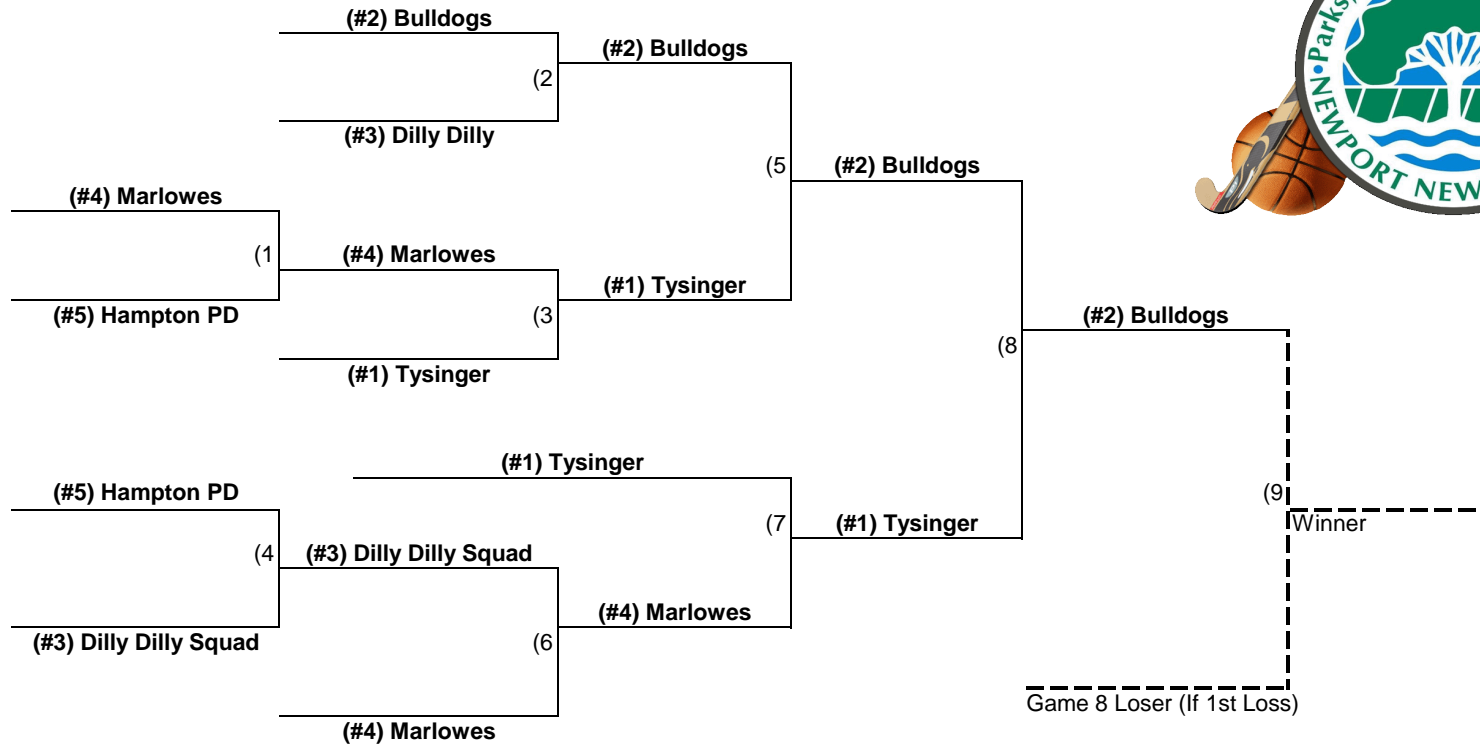 (#2) Bulldogs
(#2) Bulldogs
(2
(#3) Dilly Dilly
(5
(#2) Bulldogs
(#4) Marlowes
(1
(#4) Marlowes
(#5) Hampton PD
(3
(#1) Tysinger
(#1) Tysinger
(8
(#2) Bulldogs
(#1) Tysinger
(#5) Hampton PD
(4
(#3) Dilly Dilly Squad
(7
(#1) Tysinger
(9
Winner
(#3) Dilly Dilly Squad
(6
(#4) Marlowes
(#4) Marlowes
Game 8 Loser (If 1st Loss)
Parks
NEWPORT NEW